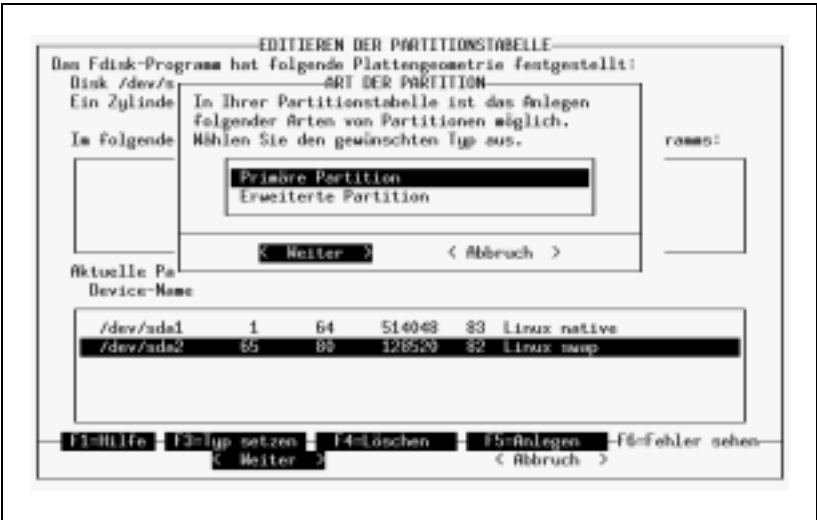 EDITIEREN DER PARTITIONSTABELLE
Das Fdisk-Programm hat folgende Plattengeometrie festgestellt:
Disk /dev/s
Ein Zylinde
Im folgende
ramms:
ART DER PARTITION
In Ihrer Partitionstabelle ist das Anlegen
folgender Arten von Partitionen möglich.
Wählen Sie den gewünschten Typ aus.
Primäre Partition
Erweiterte Partition
< Weiter > < Abbruch >
Aktuelle Pa
Device-Name
/dev/sda1 1 64 514048 83 Linux native
/dev/sda2 65 80 128520 82 Linux swap
F1=Hilfe F3=Typ setzen F4=Löschen F5=Anlegen F6=Fehler sehen
< Weiter > < Abbruch >